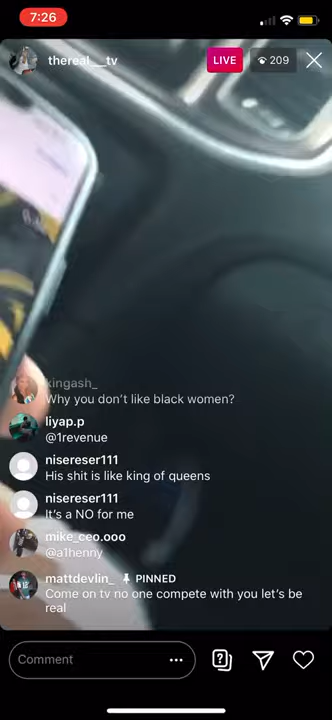 7:26
thereal__tv
LIVE
209
kingash_
Why you don't like black women?
liyap.p
@1revenue
nisereser111
His shit is like king of queens
nisereser111
It's a NO for me
mike_ceo.ooo
@a1henny
mattdevlin_ PINNED
Come on tv no one compete with you let's be
real
Comment